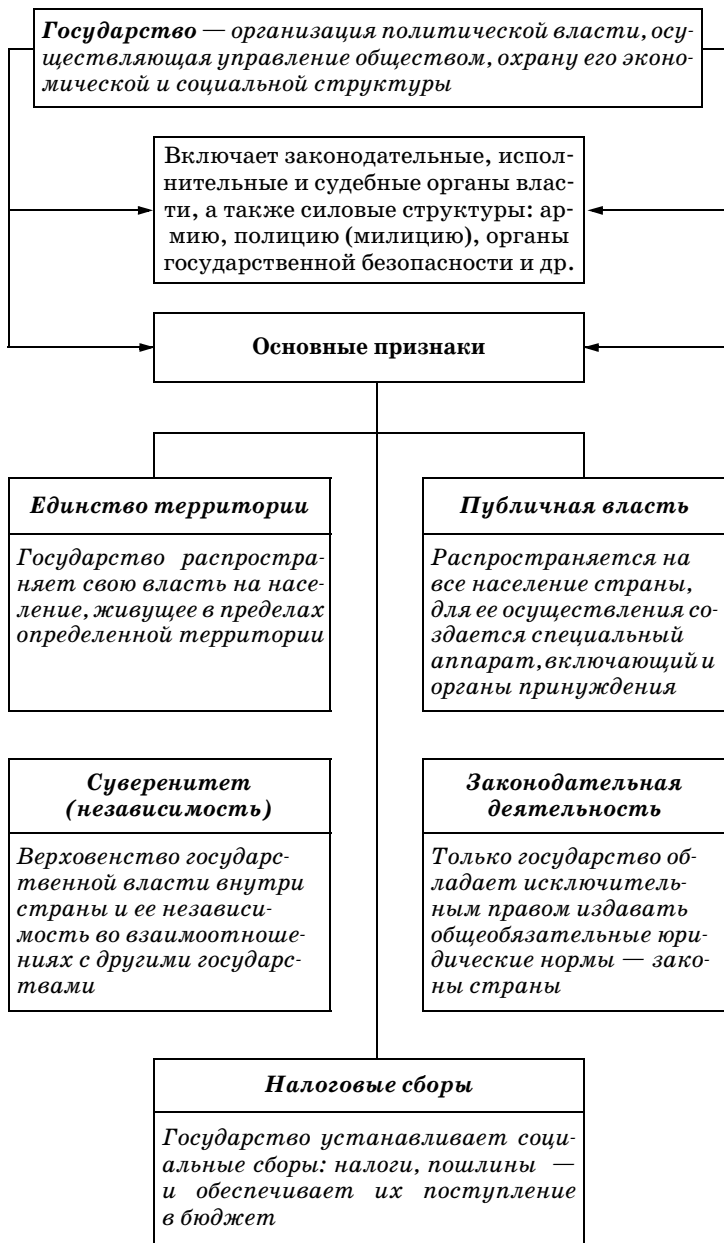 Государство — организация политической власти, осу-
ществляющая управление обществом, охрану его эконо-
мической и социальной структуры
Включает законодательные, испол-
нительные и судебные органы влас-
ти, а также силовые структуры: ар-
мию, полицию (милицию), органы
государственной безопасности и др.
Основные признаки
Единство территории
Государство распростра-
няет свою власть на насе-
ление, живущее в пределах
определенной территории
Публичная власть
Распространяется на
все население страны,
для ее осуществления со-
здается специальный
аппарат, включающий и
органы принуждения
Суверенитет
(независимость)
Верховенство государс-
твенной власти внутри
страны и ее независи-
мость во взаимоотноше-
ниях с другими государс-
твами
Законодательная
деятельность
Только государство об-
ладает исключитель-
ным правом издавать
общеобязательные юри-
дические нормы — зако-
ны страны
Налоговые сборы
Государство устанавливает соци-
альные сборы: налоги, пошлины —
и обеспечивает их поступление
в бюджет